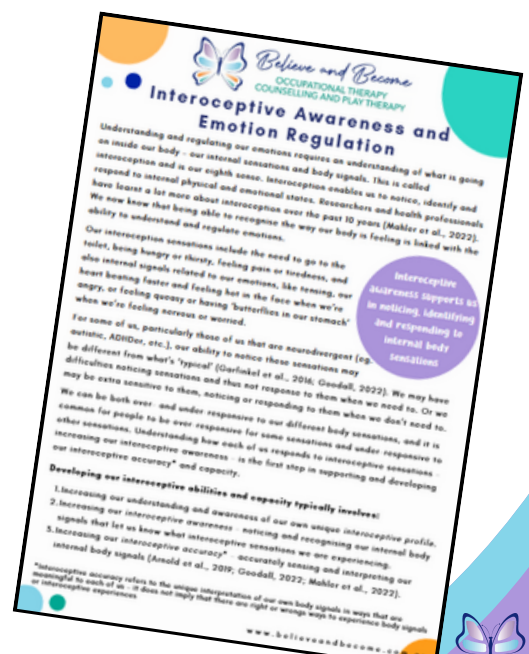 Believe and Become
OCCUPATIONAL THERAPY
COUNSELLING AND PLAY THERAPY
Interoceptive Awareness and
Emotion Regulation
Understanding and regulating our emotions requires an understanding of what is going
on inside our body - our internal sensations and body signals. This is called
interoception and is our eighth sense. Interoception enables us to notice, identify and
respond to internal physical and emotional states. Researchers and health professionals
have learnt a lot more about interoception over the past 10 years (Mahler et al., 2022).
We now know that being able to recognise the way our body is feeling is linked with the
ability to understand and regulate emotions.
Our interoception sensations include the need to go to the
toilet, being hungry or thirsty, feeling pain or tiredness, and
also internal signals related to our emotions, like tensing, our
heart beating faster and feeling hot in the face when we're
angry, or feeling queasy or having 'butterflies in our stomach'
when we're feeling nervous or worried.
Interoceptive
awareness supports us
in noticing, identifying
and responding to
internal body
sensations
For some of us, particularly those of us that are neurodivergent (eg.
autistic, ADHDer, etc.), our ability to notice these sensations may
be different from what's 'typical' (Garfinkel et al., 2016; Goodall, 2022). We may have
difficulties noticing sensations and thus not response to them when we need to. Or we
may be extra sensitive to them, noticing or responding to them when we don't need to.
We can be both over- and under responsive to our different body sensations, and it is
common for people to be over responsive for some sensations and under responsive to
other sensations. Understanding how each of us responds to interoceptive sensations -
increasing our interoceptive awareness - is the first step in supporting and developing
our interoceptive accuracy* and capacity.
Developing our interoceptive abilities and capacity typically involves:
1. Increasing our understanding and awareness of our own unique interoceptive profile.
2. Increasing our interoceptive awareness - noticing and recognising our internal body
signals that let us know what interoceptive sensations we are experiencing.
3. Increasing our interoceptive accuracy* - accurately sensing and interpreting our
internal body signals (Arnold et al., 2019; Goodall, 2022; Mahler et al., 2022).
*Interoceptive accuracy refers to the unique interpretation of our own body signals in ways that are
meaningful to each of us - it does not imply that there are right or wrongs ways to experience body signals
or interoceptive experiences
www.believeandbecome.com